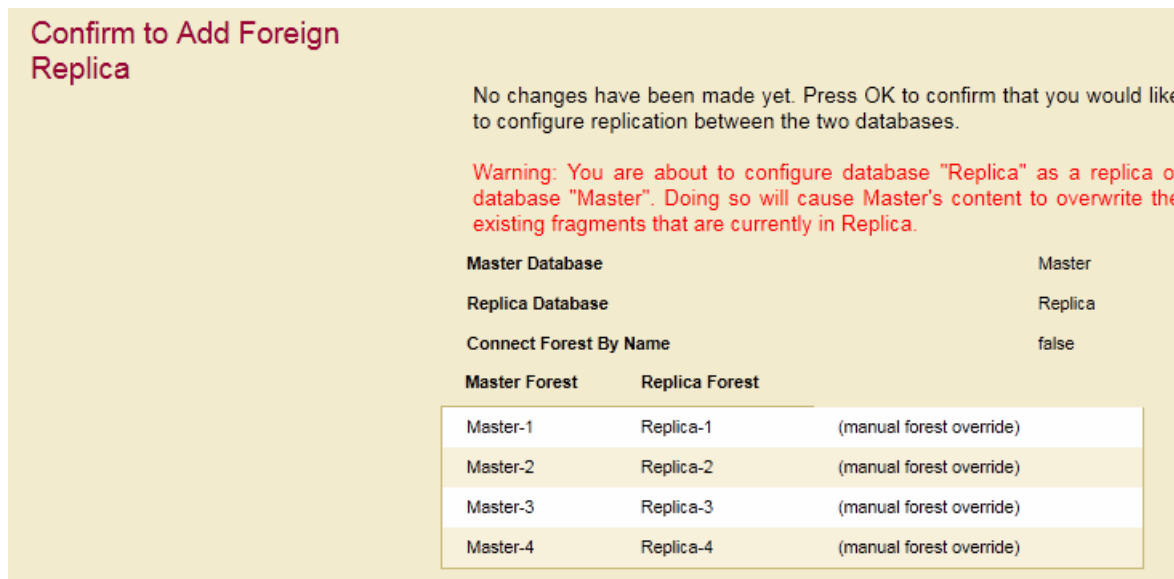 Confirm to Add Foreign
Replica
No changes have been made yet. Press OK to confirm that you would like
to configure replication between the two databases.
Warning: You are about to configure database "Replica" as a replica
database "Master". Doing so will cause Master's content to overwrite the
existing fragments that are currently in Replica.
Master Database Master
Replica Database Replica
Connect Forest By Name false
Master Forest Replica Forest
Master-1 Replica-1 (manual forest override)
Master-2 Replica-2 (manual forest override)
Master-3 Replica-3 (manual forest override)
Master-4 Replica-4 (manual forest override)